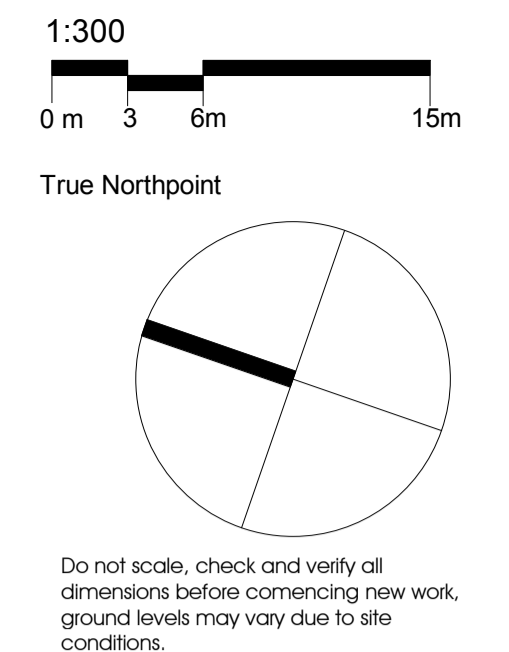 1:300
0 m 3 6m 15m
True Northpoint
Do not scale, check and verify all
dimensions before comencing new work,
ground levels may vary due to site
conditions.